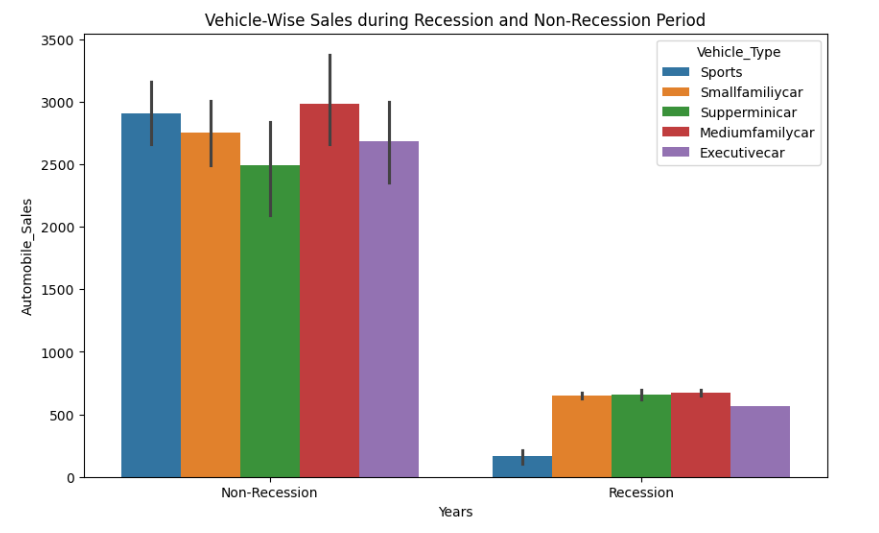 Vehicle-Wise Sales during Recession and Non-Recession Period
3500
3000
2500
2000
1500
1000
500
0
Automobile_Sales
Vehicle_Type
Sports
Smallfamiliycar
Supperminicar
Mediumfamilycar
Executivecar
Non-Recession
Recession
Years